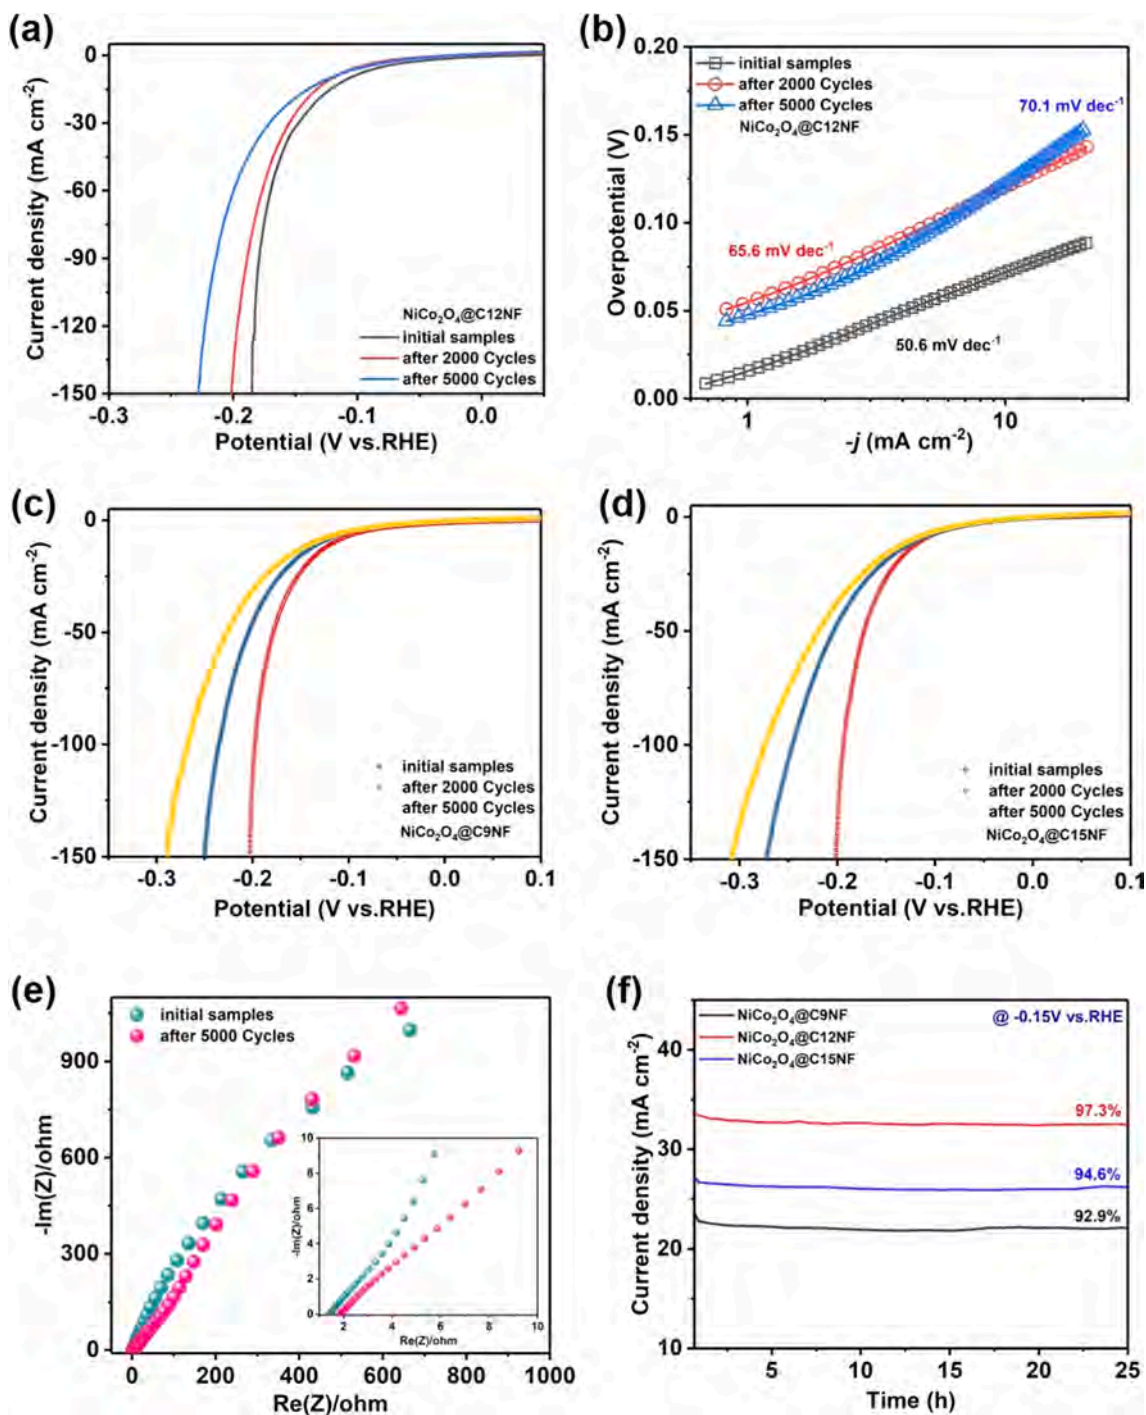 (a)
Current density (mA cm⁻²)
0
-30
-60
-90
-120
-150
NiCo₂O₄@C12NF
initial samples
after 2000 Cycles
after 5000 Cycles
-0.3
-0.2
-0.1
0.0
Potential (V vs.RHE)
(b)
Overpotential (V)
0.20
0.15
0.10
0.05
0.00
initial samples
after 2000 Cycles
after 5000 Cycles
NiCo₂O₄@C12NF
70.1 mV dec⁻¹
65.6 mV dec⁻¹
50.6 mV dec⁻¹
1
10
-j (mA cm⁻²)
(c)
Current density (mA cm⁻²)
0
-50
-100
-150
initial samples
after 2000 Cycles
after 5000 Cycles
NiCo₂O₄@C9NF
-0.3
-0.2
-0.1
0.0
0.1
Potential (V vs.RHE)
(d)
Current density (mA cm⁻²)
0
-50
-100
-150
initial samples
after 2000 Cycles
after 5000 Cycles
NiCo₂O₄@C15NF
-0.3
-0.2
-0.1
0.0
0.1
Potential (V vs.RHE)
(e)
-Im(Z)/ohm
900
600
300
0
initial samples
after 5000 Cycles
-Im(Z)/ohm
10
8
6
4
2
0
2
4
6
8
10
Re(Z)/ohm
0
200
400
600
800
1000
Re(Z)/ohm
(f)
Current density (mA cm⁻²)
40
30
20
10
NiCo₂O₄@C9NF
NiCo₂O₄@C12NF
NiCo₂O₄@C15NF
@ -0.15V vs.RHE
97.3%
94.6%
92.9%
5
10
15
20
25
Time (h)